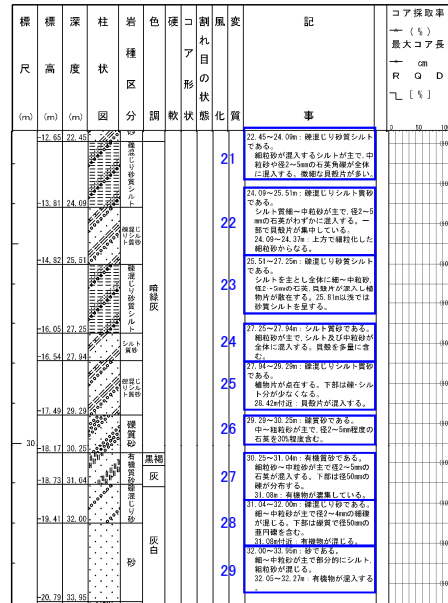 標尺 (m)
標高 (m)
深度 (m)
柱状図
岩種区分
色調
硬軟
コア形状
割れ目の状態
風化
変質
記事
コア採取率
(%)
最大コア長
cm
RQD
[%]
0 50
-12.65 22.45
砂
礫混じり砂質シルト
-13.81 24.09
礫混じりシルト質砂
-14.82 25.51
礫混じり砂質シルト
-16.05 27.25
シルト質砂
-16.54 27.94
礫混じりシルト質砂
-17.49 29.29
礫質砂
30
-18.17 30.25
有機質砂
-18.73 31.04
礫混じり砂
-19.41 32.00
砂
-20.79 33.95
暗緑灰
黒褐
灰
灰白
21
22.45~24.09m:礫混じり砂質シルト
である。
細粒砂が混入するシルトが主で、中
粒砂や径2~5mmの石英角礫が全体
に混入する。微細な貝殻片が多い。
22
24.09~25.51m:礫混じりシルト質砂
である。
シルト質細~中粒砂が主で、径2~5
mmの石英がわずかに混入する。一
部で貝殻片が集中している。
24.09~24.37m:上方で細粒化した
細粒砂からなる。
23
25.51~27.25m:礫混じり砂質シルト
である。
シルトを主とし全体に細~中粒砂、
径2~5mmの石英、貝殻片が混入し植
物片が散在する。25.81m以浅では
砂質シルトを呈する。
24
27.25~27.94m:シルト質砂である。
細粒砂が主で、シルト及び中粒砂が
全体に混入する。貝殻を多量に含
む。
25
27.94~29.29m:礫混じりシルト質砂
である。
植物片が点在する。下部は礫・シル
ト分が少なくなる。
28.42m付近:貝殻片が混入する。
26
29.29~30.25m:礫質砂である。
中~粗粒砂が主で、径2~5mm程度の
石英を30%程度含む。
27
30.25~31.04m:有機質砂である。
細粒砂~中粒砂が主で径2~5mmの
石英が混入する。下部は径50mmの
礫が分布する。
31.08m:有機物が濃集している。
28
31.04~32.00m:礫混じり砂である。
細~中粒砂が主で径2~4mmの細礫
が混じる。下部は礫質で径50mmの
亜円礫を含む。
31.08m付近:有機物が混じる。
29
32.00~33.95m:砂である。
細~中粒砂が主で部分的にシルト、
粗粒砂が混じる。
32.05~32.27m:有機物が混入する